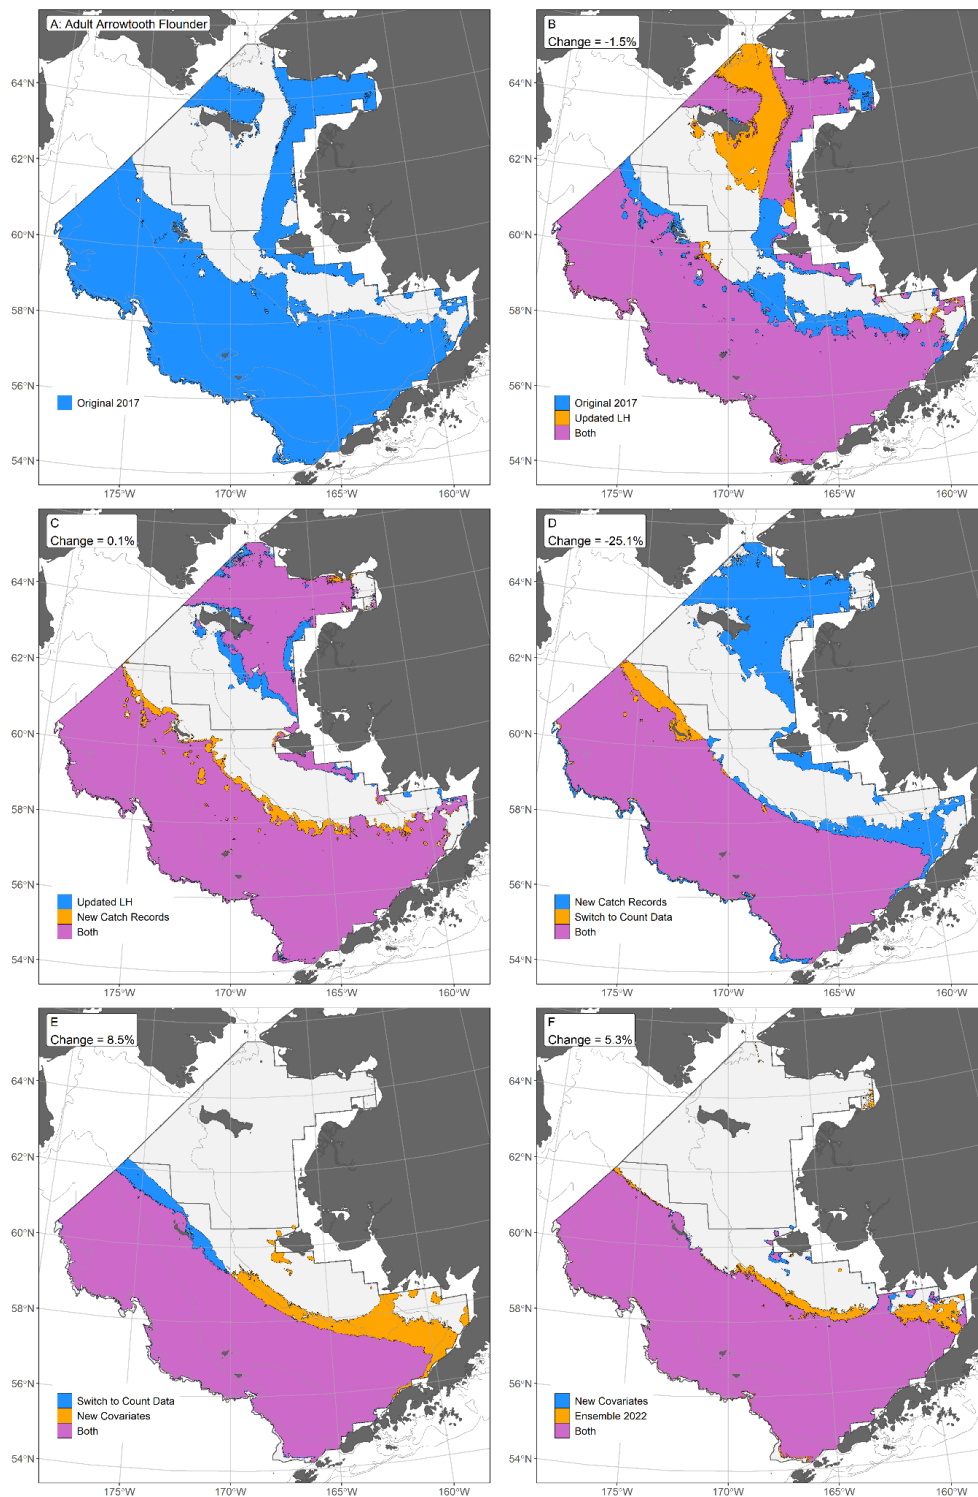 A: Adult Arrowtooth Flounder
64°N
62°N
60°N
58°N
56°N
54°N
Original 2017
175°W
170°W
165°W
160°W
B
Change = -1.5%
64°N
62°N
60°N
58°N
56°N
54°N
Original 2017
Updated LH
Both
175°W
170°W
165°W
160°W
C
Change = 0.1%
64°N
62°N
60°N
58°N
56°N
54°N
Updated LH
New Catch Records
Both
175°W
170°W
165°W
160°W
D
Change = -25.1%
64°N
62°N
60°N
58°N
56°N
54°N
New Catch Records
Switch to Count Data
Both
175°W
170°W
165°W
160°W
E
Change = 8.5%
64°N
62°N
60°N
58°N
56°N
54°N
Switch to Count Data
New Covariates
Both
175°W
170°W
165°W
160°W
F
Change = 5.3%
64°N
62°N
60°N
58°N
56°N
54°N
New Covariates
Ensemble 2022
Both
175°W
170°W
165°W
160°W